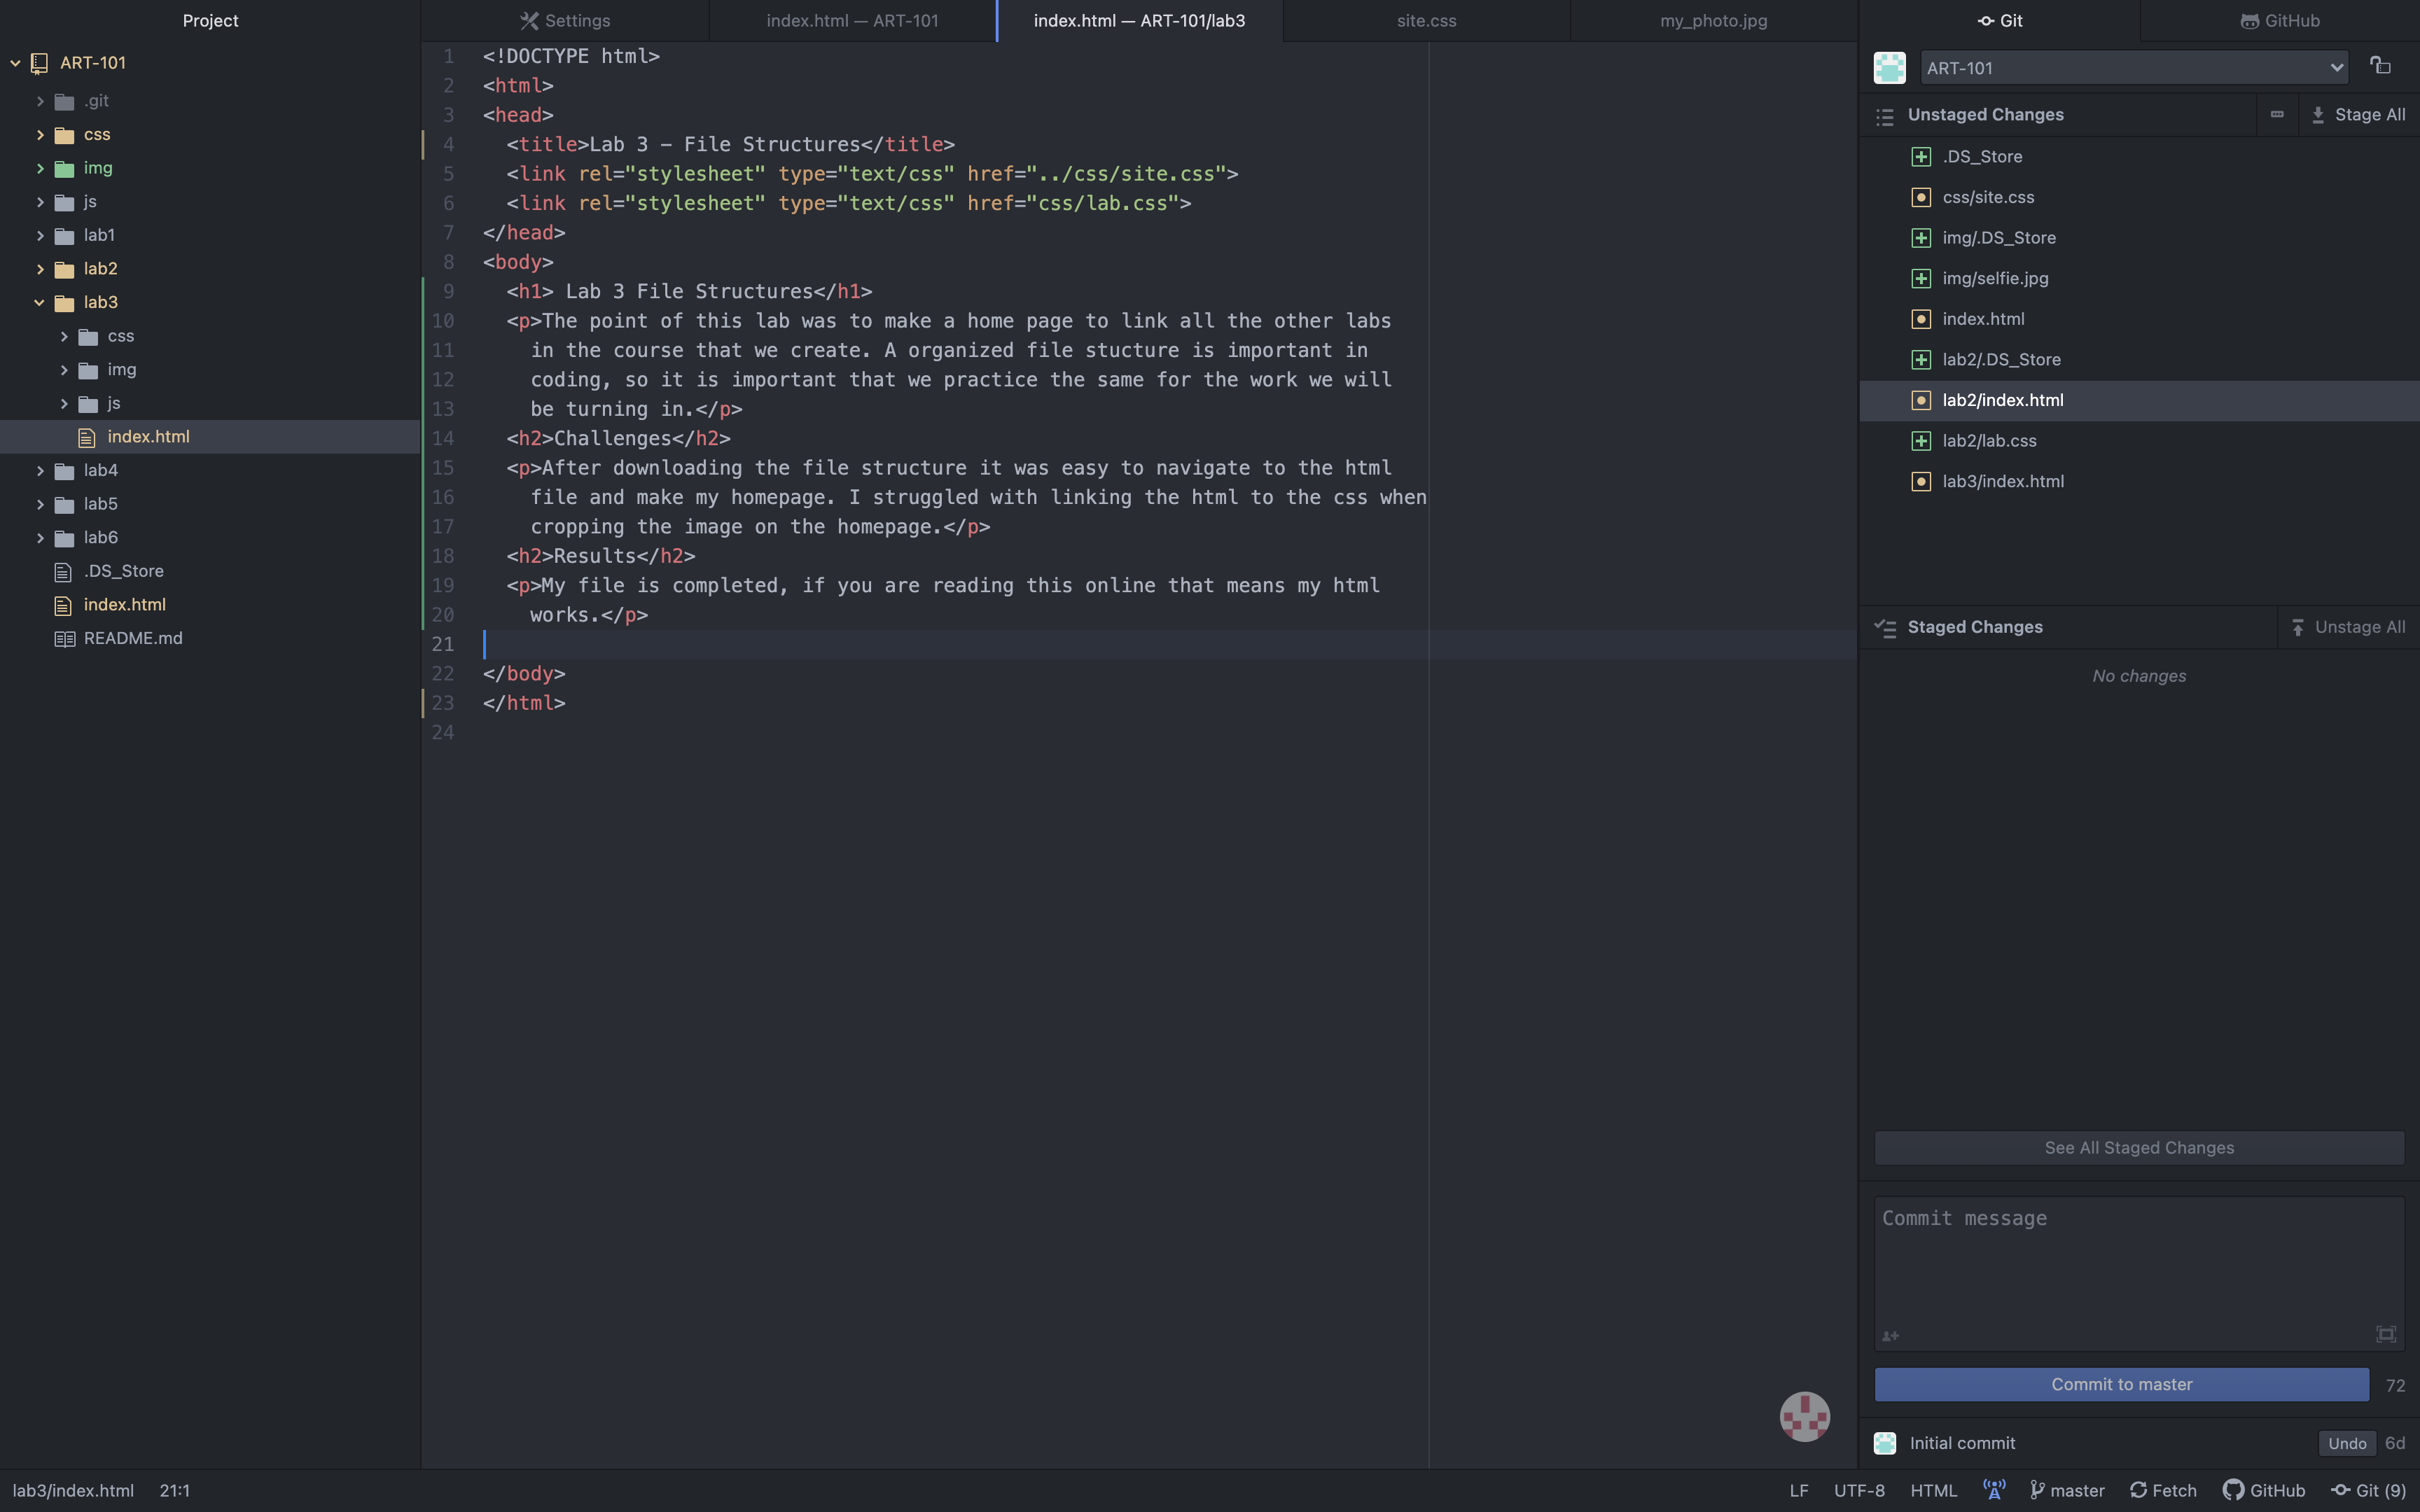 Project
ART-101
.git
css
img
js
lab1
lab2
lab3
css
img
js
index.html
lab4
lab5
lab6
.DS_Store
index.html
README.md
Settings
index.html — ART-101
index.html — ART-101/lab3
site.css
my_photo.jpg
1 <!DOCTYPE html>
2 <html>
3 <head>
4 <title>Lab 3 – File Structures</title>
5 <link rel="stylesheet" type="text/css" href="../css/site.css">
6 <link rel="stylesheet" type="text/css" href="css/lab.css">
7 </head>
8 <body>
9 <h1> Lab 3 File Structures</h1>
10 <p>The point of this lab was to make a home page to link all the other labs
11 in the course that we create. A organized file stucture is important in
12 coding, so it is important that we practice the same for the work we will
13 be turning in.</p>
14 <h2>Challenges</h2>
15 <p>After downloading the file structure it was easy to navigate to the html
16 file and make my homepage. I struggled with linking the html to the css when
17 cropping the image on the homepage.</p>
18 <h2>Results</h2>
19 <p>My file is completed, if you are reading this online that means my html
20 works.</p>
21
22 </body>
23 </html>
24
Git
GitHub
ART-101
Unstaged Changes
Stage All
.DS_Store
css/site.css
img/.DS_Store
img/selfie.jpg
index.html
lab2/.DS_Store
lab2/index.html
lab2/lab.css
lab3/index.html
Staged Changes
Unstage All
No changes
See All Staged Changes
Commit message
Commit to master
72
Initial commit
Undo
6d
lab3/index.html 21:1
LF UTF-8 HTML master Fetch GitHub Git (9)